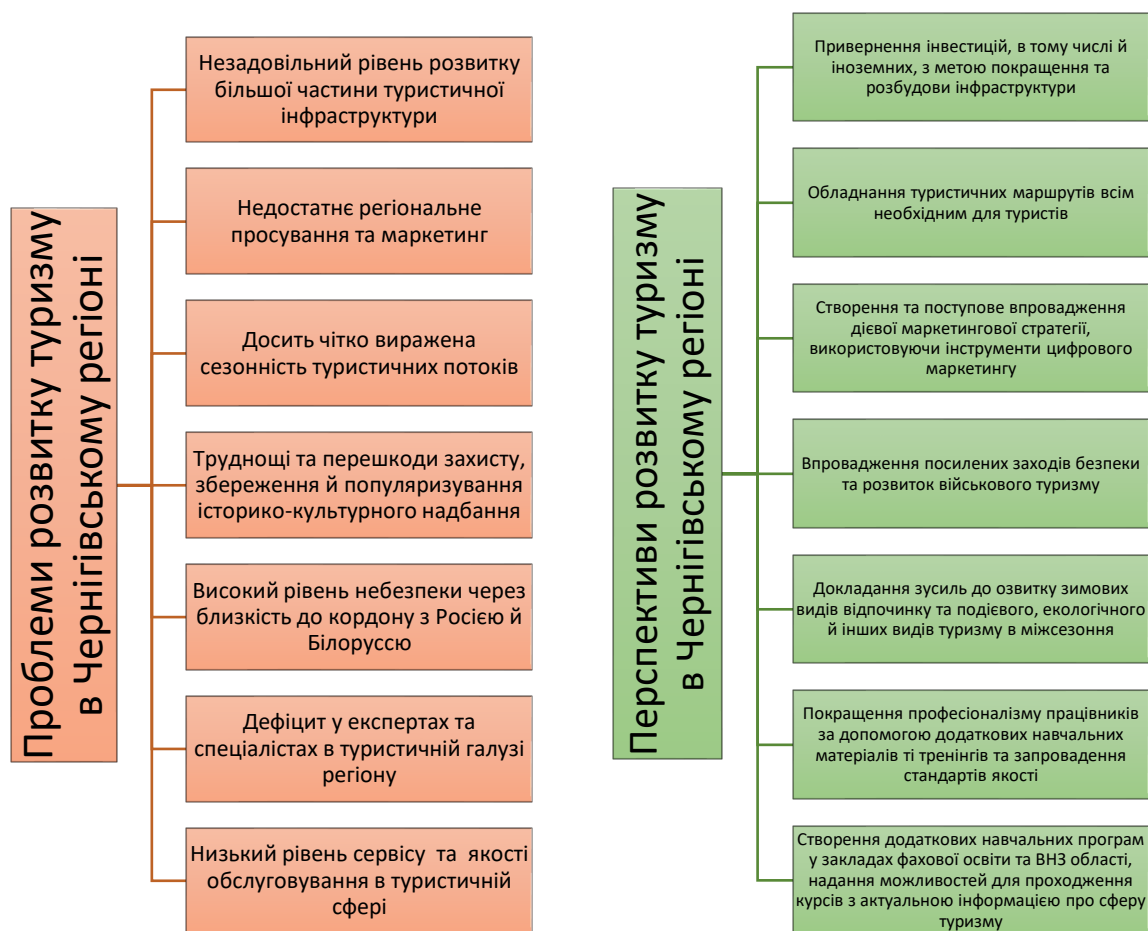 Проблеми розвитку туризму
в Чернігівському регіоні
Незадовільний рівень розвитку
більшої частини туристичної
інфраструктури
Недостатнє регіональне
просування та маркетинг
Досить чітко виражена
сезонність туристичних потоків
Труднощі та перешкоди захисту,
збереження й популяризування
історико-культурного надбання
Високий рівень небезпеки через
близкість до кордону з Росією й
Білоруссю
Дефіцит у експертах та
спеціалістах в туристичній галузі
регіону
Низький рівень сервісу та якості
обслуговування в туристичній
сфері
Перспективи розвитку туризму
в Чернігівському регіоні
Привернення інвестицій, в тому числі й
іноземних, з метою покращення та
розбудови інфраструктури
Обладнання туристичних маршрутів всім
необхідним для туристів
Створення та поступове впровадження
дієвої маркетингової стратегії,
використовуючи інструменти цифрового
маркетингу
Впровадження посилених заходів безпеки
та розвиток військового туризму
Докладання зусиль до озвитку зимових
видів відпочинку та подієвого, екологічного
й інших видів туризму в міжсезоння
Покращення професіоналізму працівників
за допомогою додаткових навчальних
матеріалів ті тренінгів та запровадення
стандартів якості
Створення додаткових навчальних програм
у закладах фахової освіти та ВНЗ області,
надання можливостей для проходження
курсів з актуальною інформацією про сферу
туризму